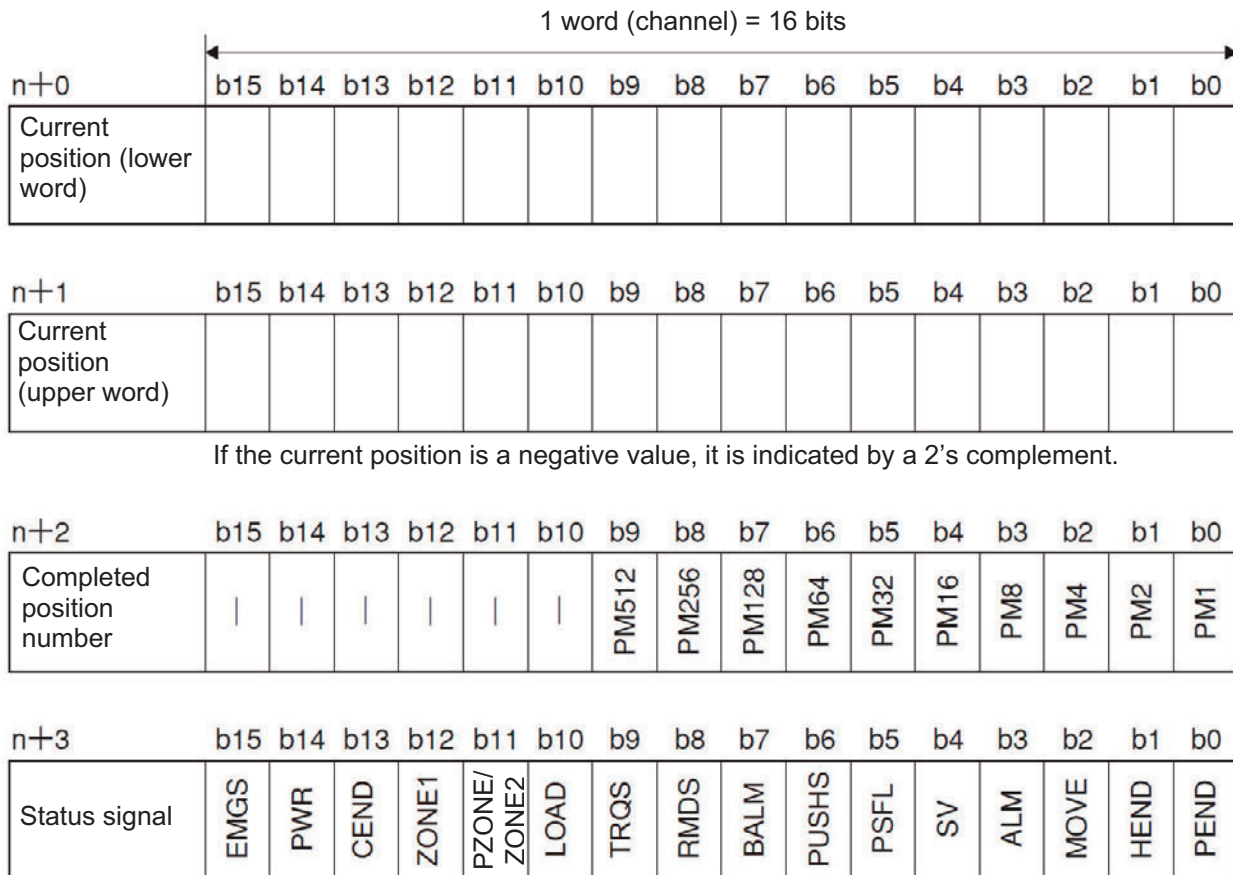 1 word (channel) = 16 bits
n+0 b15 b14 b13 b12 b11 b10 b9 b8 b7 b6 b5 b4 b3 b2 b1 b0
Current
position (lower
word)
n+1 b15 b14 b13 b12 b11 b10 b9 b8 b7 b6 b5 b4 b3 b2 b1 b0
Current
position
(upper word)
If the current position is a negative value, it is indicated by a 2’s complement.
n+2 b15 b14 b13 b12 b11 b10 b9 b8 b7 b6 b5 b4 b3 b2 b1 b0
Completed
position
number
— — — — — — PM512 PM256 PM128 PM64 PM32 PM16 PM8 PM4 PM2 PM1
n+3 b15 b14 b13 b12 b11 b10 b9 b8 b7 b6 b5 b4 b3 b2 b1 b0
Status signal
EMGS PWR CEND ZONE1 PZONE/ ZONE2 LOAD TRQS RMDS BALM PUSHS PSFL SV ALM MOVE HEND PEND